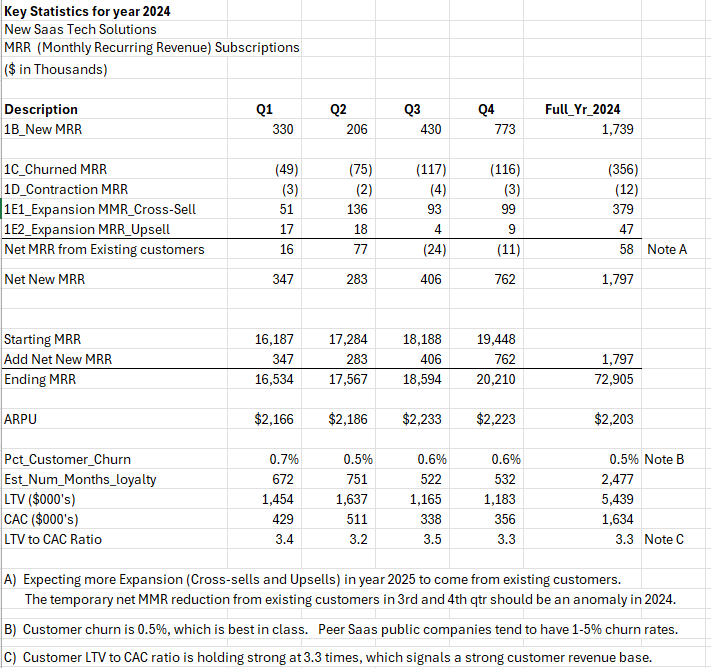 Key Statistics for year 2024
New Saas Tech Solutions
MRR (Monthly Recurring Revenue) Subscriptions
($ in Thousands)
Description Q1 Q2 Q3 Q4 Full_Yr_2024
1B_New MRR 330 206 430 773 1,739
1C_Churned MRR (49) (75) (117) (116) (356)
1D_Contraction MRR (3) (2) (4) (3) (12)
1E1_Expansion MMR_Cross-Sell 51 136 93 99 379
1E2_Expansion MRR_Upsell 17 18 4 9 47
Net MRR from Existing customers 16 77 (24) (11) 58 Note A
Net New MRR 347 283 406 762 1,797
Starting MRR 16,187 17,284 18,188 19,448
Add Net New MRR 347 283 406 762 1,797
Ending MRR 16,534 17,567 18,594 20,210 72,905
ARPU $2,166 $2,186 $2,233 $2,223 $2,203
Pct_Customer_Churn 0.7% 0.5% 0.6% 0.6% 0.5% Note B
Est_Num_Months_loyalty 672 751 522 532 2,477
LTV ($000's) 1,454 1,637 1,165 1,183 5,439
CAC ($000's) 429 511 338 356 1,634
LTV to CAC Ratio 3.4 3.2 3.5 3.3 3.3 Note C
A) Expecting more Expansion (Cross-sells and Upsells) in year 2025 to come from existing customers.
The temporary net MMR reduction from existing customers in 3rd and 4th qtr should be an anomaly in 2024.
B) Customer churn is 0.5%, which is best in class. Peer Saas public companies tend to have 1-5% churn rates.
C) Customer LTV to CAC ratio is holding strong at 3.3 times, which signals a strong customer revenue base.